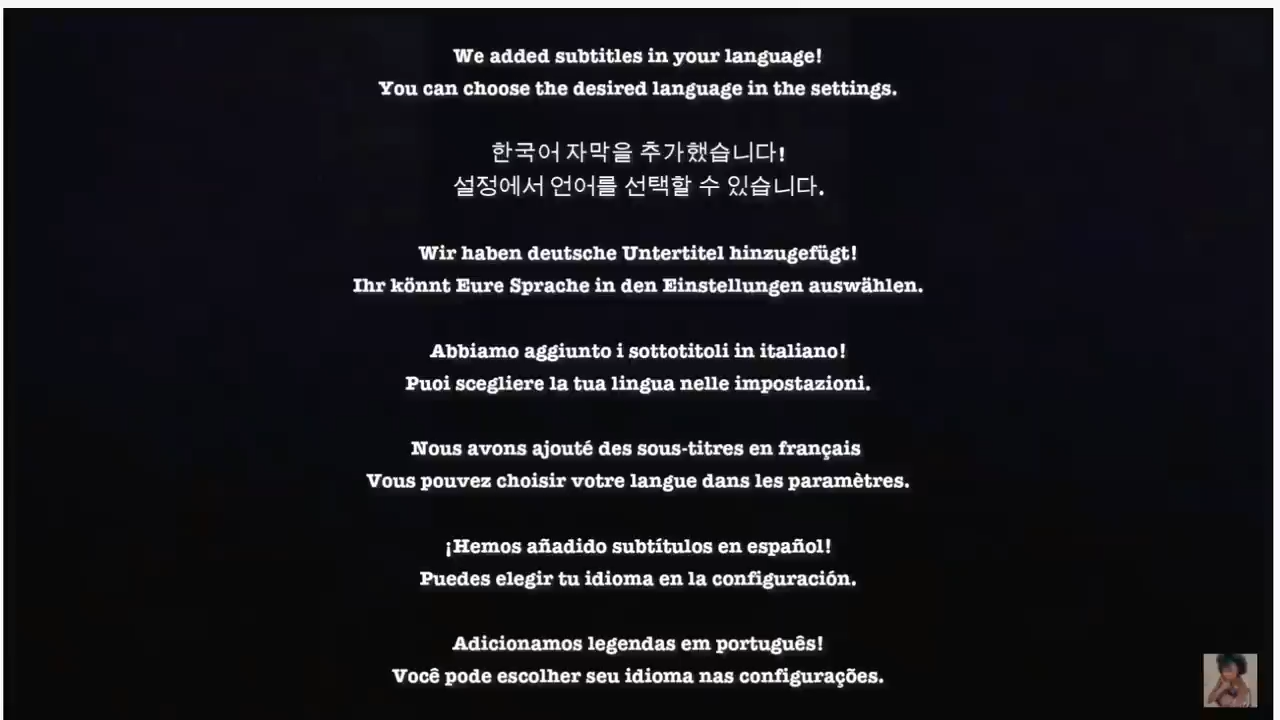 We added subtitles in your language!
You can choose the desired language in the settings.
한국어 자막을 추가했습니다!
설정에서 언어를 선택할 수 있습니다.
Wir haben deutsche Untertitel hinzugefügt!
Ihr könnt Eure Sprache in den Einstellungen auswählen.
Abbiamo aggiunto i sottotitoli in italiano!
Puoi scegliere la tua lingua nelle impostazioni.
Nous avons ajouté des sous-titres en français
Vous pouvez choisir votre langue dans les paramètres.
¡Hemos añadido subtítulos en español!
Puedes elegir tu idioma en la configuración.
Adicionamos legendas em português!
Você pode escolher seu idioma nas configurações.